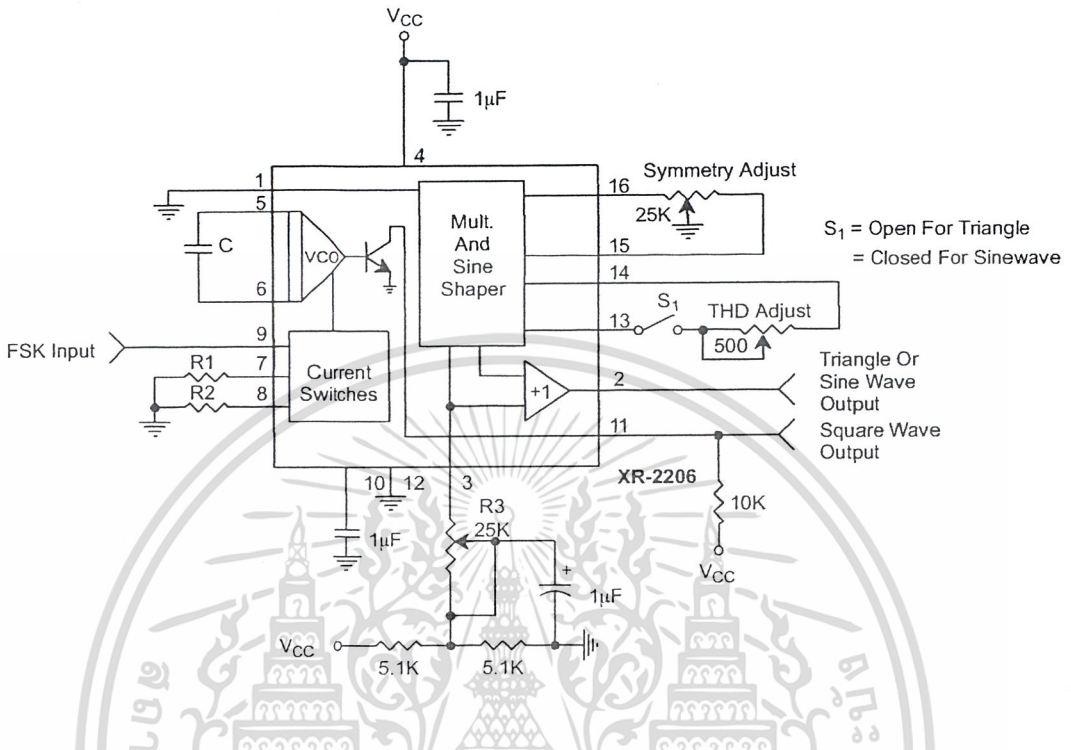 VCC
1µF
4
1
16
Symmetry Adjust
25K
5
C
VCO
Mult.
And
Sine
Shaper
15
S1 = Open For Triangle
= Closed For Sinewave
6
14
S1
THD Adjust
13
500
FSK Input
9
R1
7
R2
8
Current
Switches
+1
2
Triangle Or
Sine Wave
Output
11
Square Wave
Output
10
12
3
XR-2206
1µF
R3
25K
10K
VCC
+
1µF
VCC
5.1K
5.1K